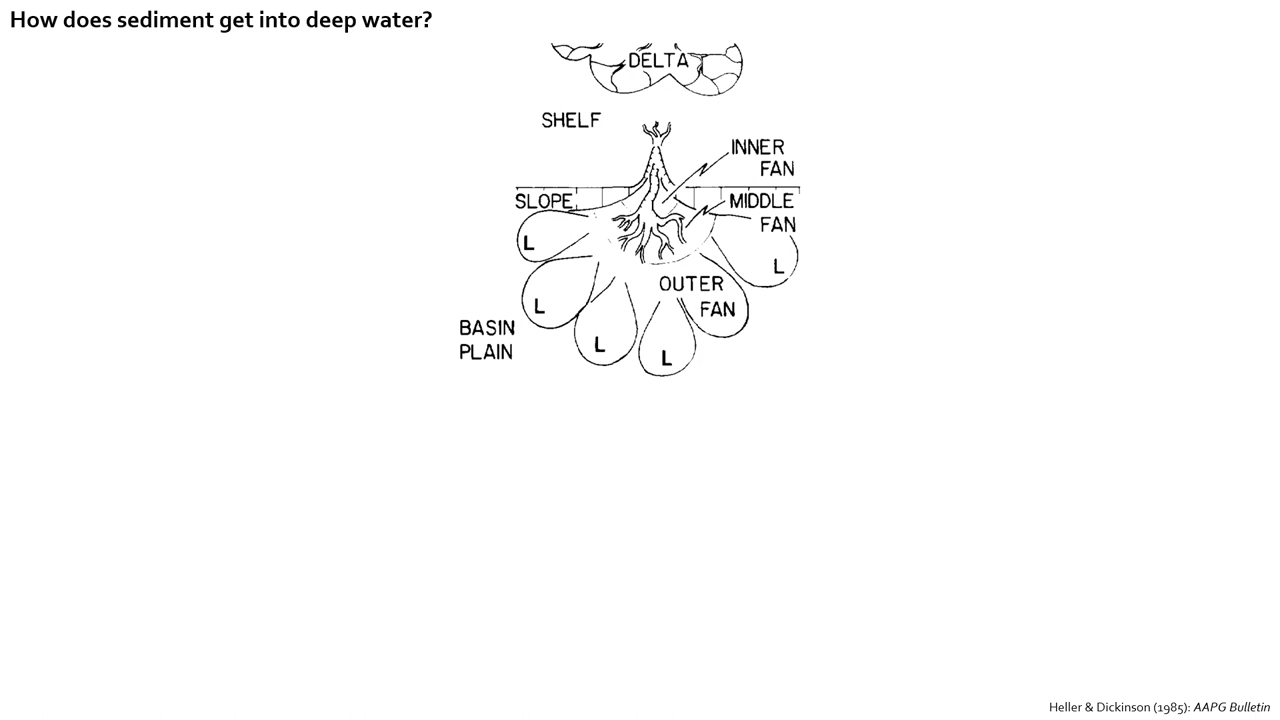 How does sediment get into deep water?
DELTA
SHELF
INNER
FAN
SLOPE
MIDDLE
FAN
L
L
OUTER
FAN
L
BASIN
PLAIN
L
L
Heller & Dickinson (1985): AAPG Bulletin